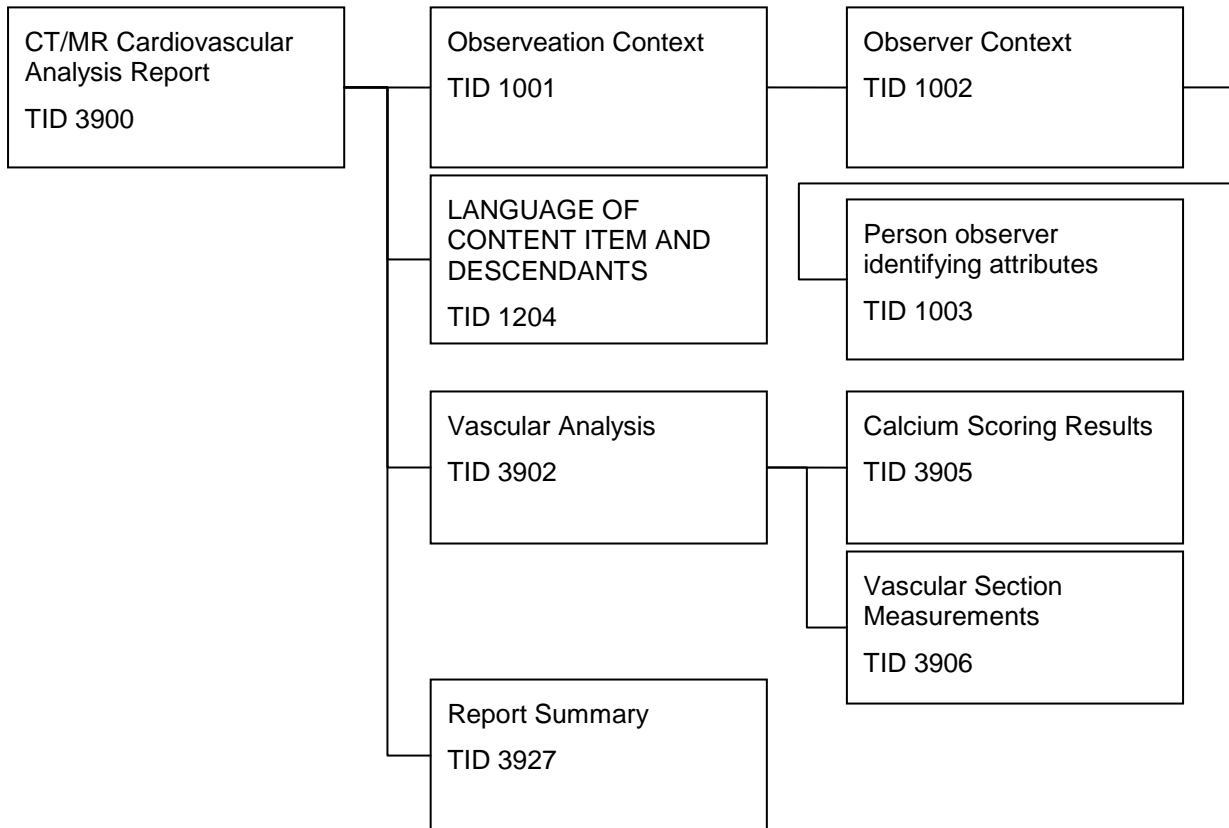 CT/MR Cardiovascular
Analysis Report
TID 3900
Observeation Context
TID 1001
Observer Context
TID 1002
LANGUAGE OF
CONTENT ITEM AND
DESCENDANTS
TID 1204
Person observer
identifying attributes
TID 1003
Vascular Analysis
TID 3902
Calcium Scoring Results
TID 3905
Vascular Section
Measurements
TID 3906
Report Summary
TID 3927